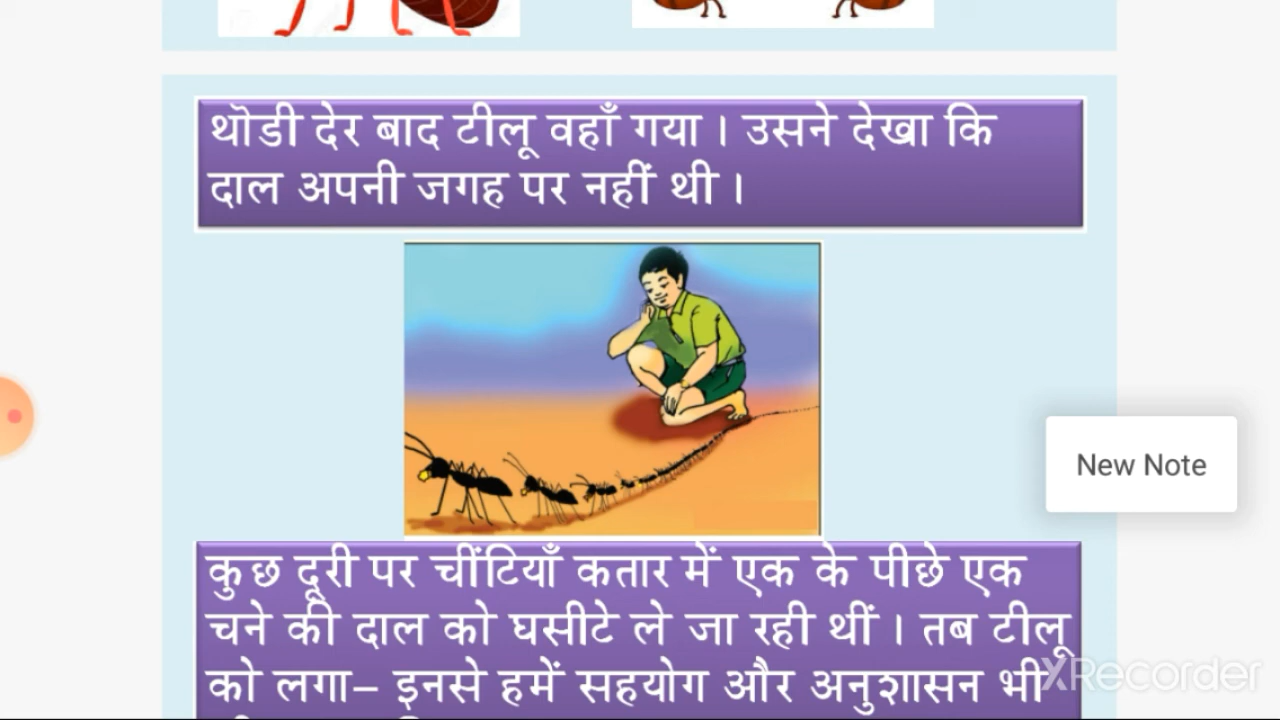 थोडी देर बाद टीलू वहाँ गया । उसने देखा कि
दाल अपनी जगह पर नहीं थी ।
New Note
कुछ दूरी पर चींटियाँ कतार में एक के पीछे एक
चने की दाल को घसीटे ले जा रही थीं । तब टीलू
को लगा– इनसे हमें सहयोग और अनुशासन भी
XRecorder